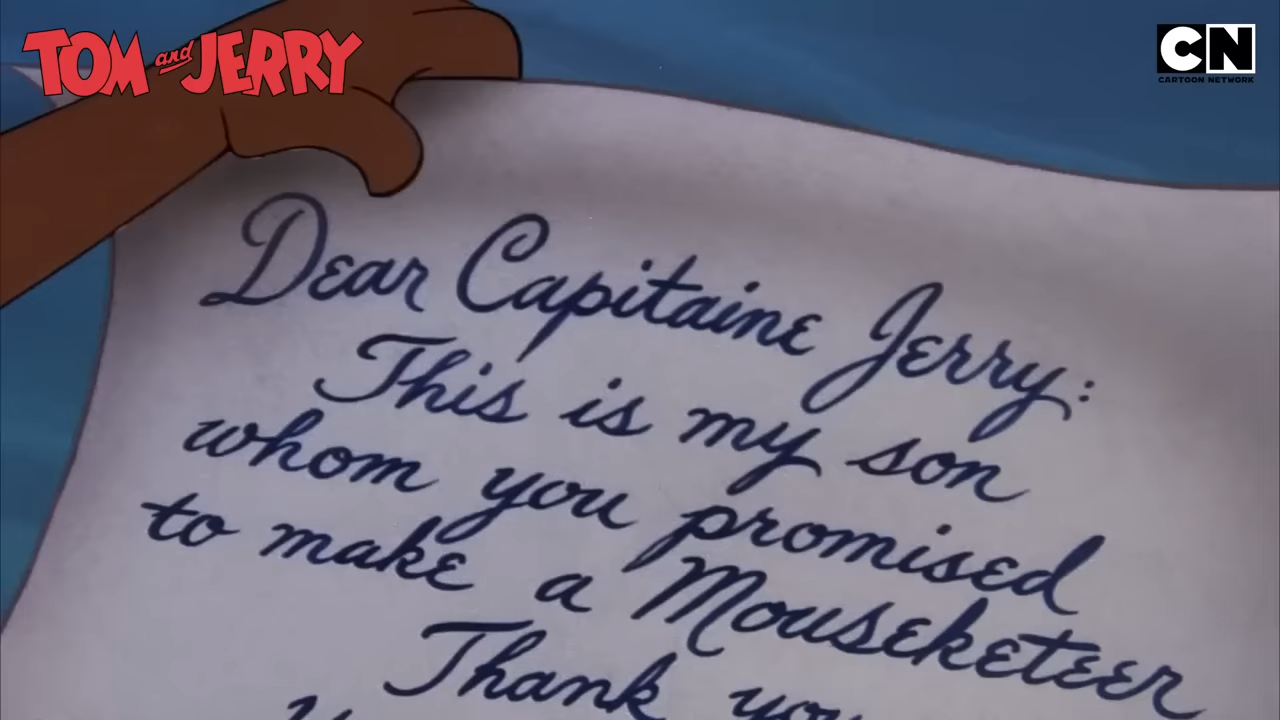 TOM and JERRY
CN
CARTOON NETWORK
Dear Capitaine Jerry:
This is my son
whom you promised
to make a Mouseketeer
Thank you